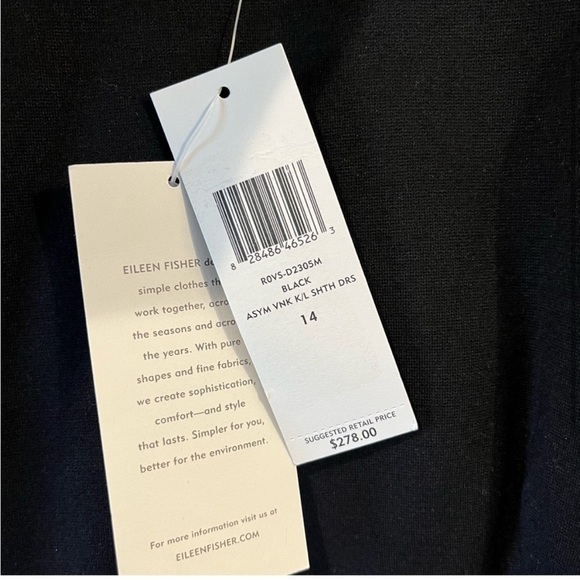 8 28486 46526 3
R0VS-D2305M
BLACK
ASYM VNK K/L SHTH DRS
14
SUGGESTED RETAIL PRICE
$278.00
EILEEN FISHER
simple clothes
work together,
the seasons and
the years. With pure
shapes and fine fabrics,
we create sophistication,
comfort—and style
that lasts. Simpler for you,
better for the environment.
For more information visit us at
EILEENFISHER.COM